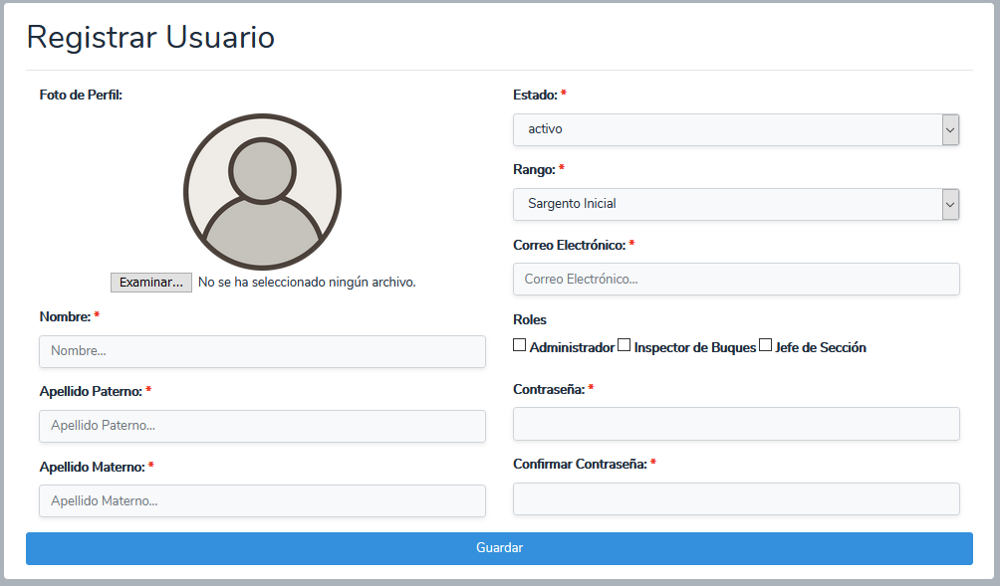 Registrar Usuario
Foto de Perfil:
Examinar... No se ha seleccionado ningún archivo.
Nombre: *
Nombre...
Apellido Paterno: *
Apellido Paterno...
Apellido Materno: *
Apellido Materno...
Estado: *
activo
Rango: *
Sargento Inicial
Correo Electrónico: *
Correo Electrónico...
Roles
Administrador Inspector de Buques Jefe de Sección
Contraseña: *
Confirmar Contraseña: *
Guardar